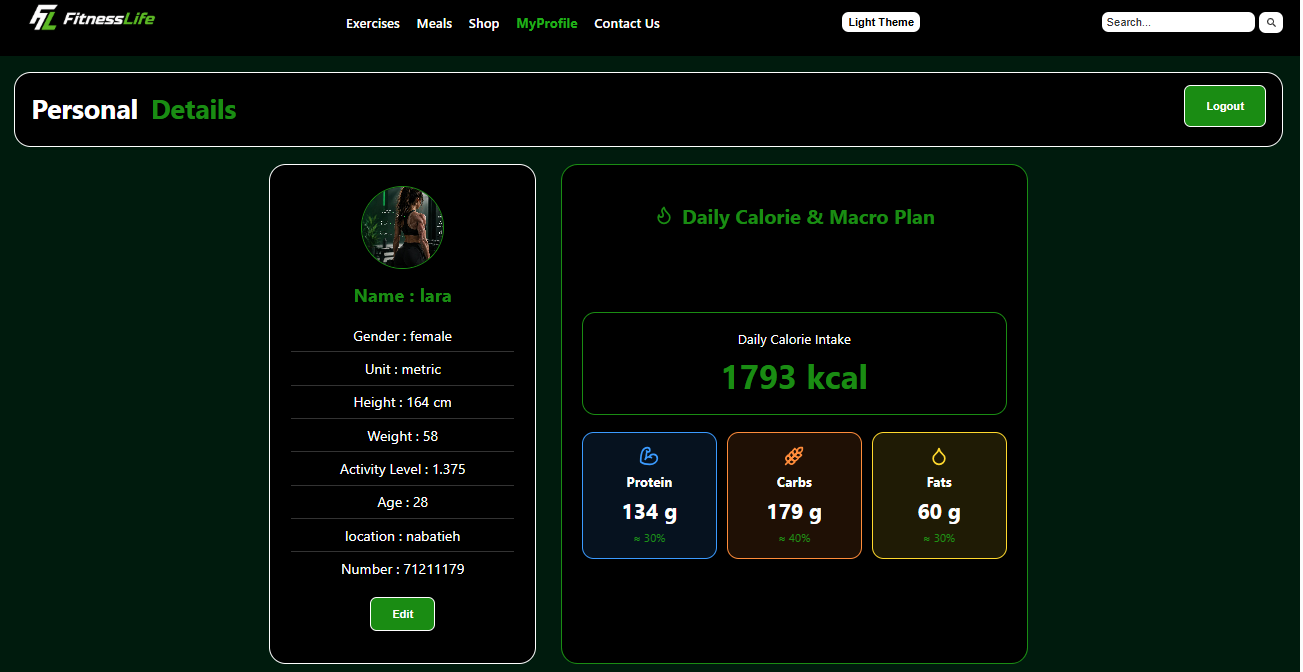 FL FitnessLife
Exercises Meals Shop MyProfile Contact Us
Light Theme
Search...
Personal Details
Logout
Name : lara
Gender : female
Unit : metric
Height : 164 cm
Weight : 58
Activity Level : 1.375
Age : 28
location : nabatieh
Number : 71211179
Edit
Daily Calorie & Macro Plan
Daily Calorie Intake
1793 kcal
Protein
134 g
≈ 30%
Carbs
179 g
≈ 40%
Fats
60 g
≈ 30%